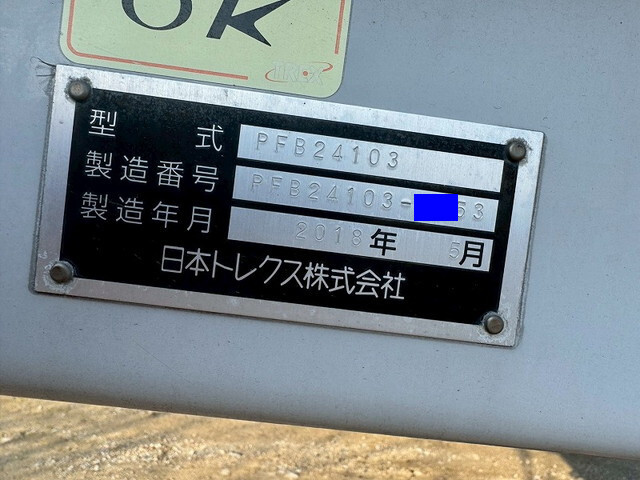 OK
TREX
型式 PFB24103
製造番号 PFB24103-53
製造年月 2018年 5月
日本トレクス株式会社